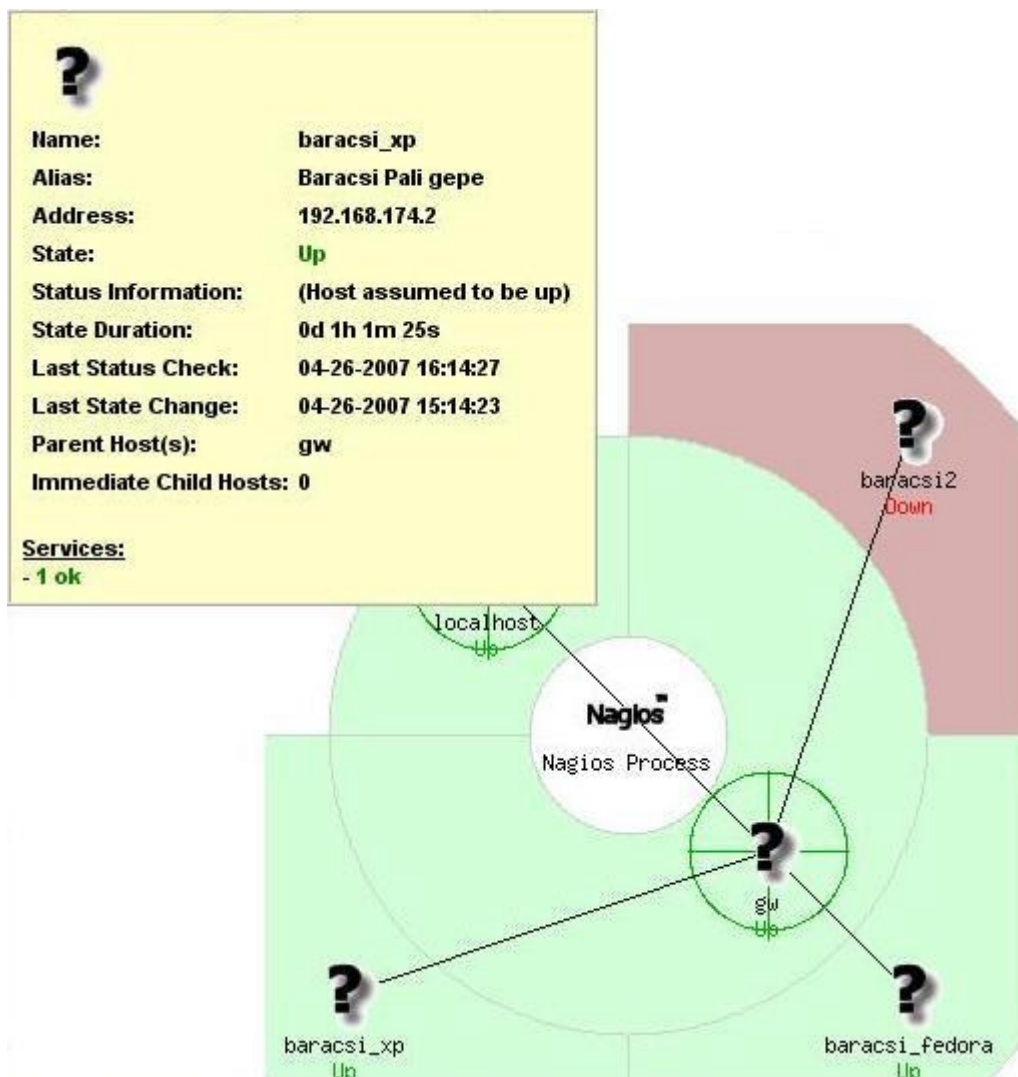 Name: baracsi_xp
Alias: Baracsi Pali gepe
Address: 192.168.174.2
State: Up
Status Information: (Host assumed to be up)
State Duration: 0d 1h 1m 25s
Last Status Check: 04-26-2007 16:14:27
Last State Change: 04-26-2007 15:14:23
Parent Host(s): gw
Immediate Child Hosts: 0
Services:
- 1 ok
baracsi2
Down
localhost
Up
Nagios
Nagios Process
gw
Up
baracsi_xp
Up
baracsi_fedora
Up